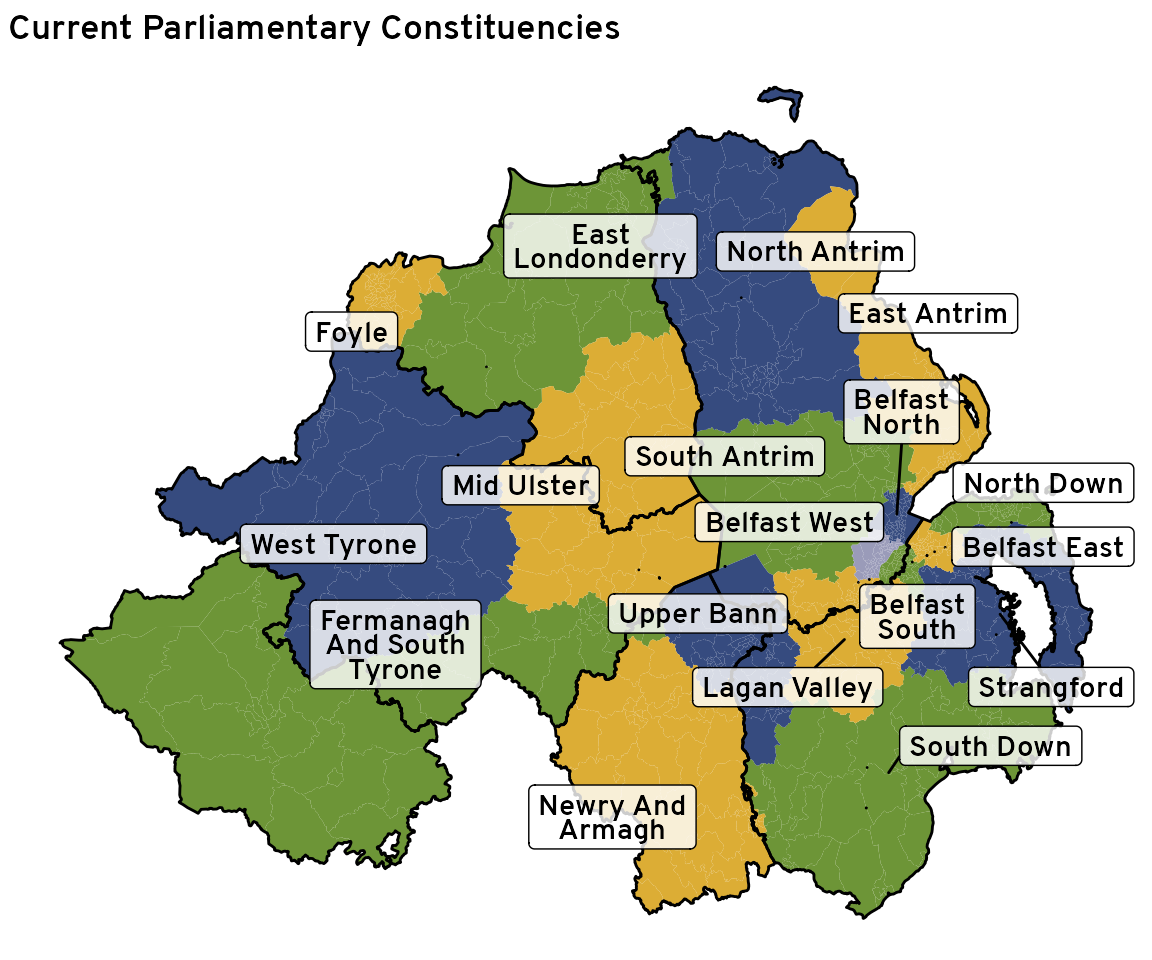 Current Parliamentary Constituencies
East
Londonderry
North Antrim
East Antrim
Foyle
Belfast
North
South Antrim
Mid Ulster
North Down
Belfast West
West Tyrone
Belfast East
Fermanagh
And South
Tyrone
Upper Bann
Belfast
South
Lagan Valley
Strangford
South Down
Newry And
Armagh